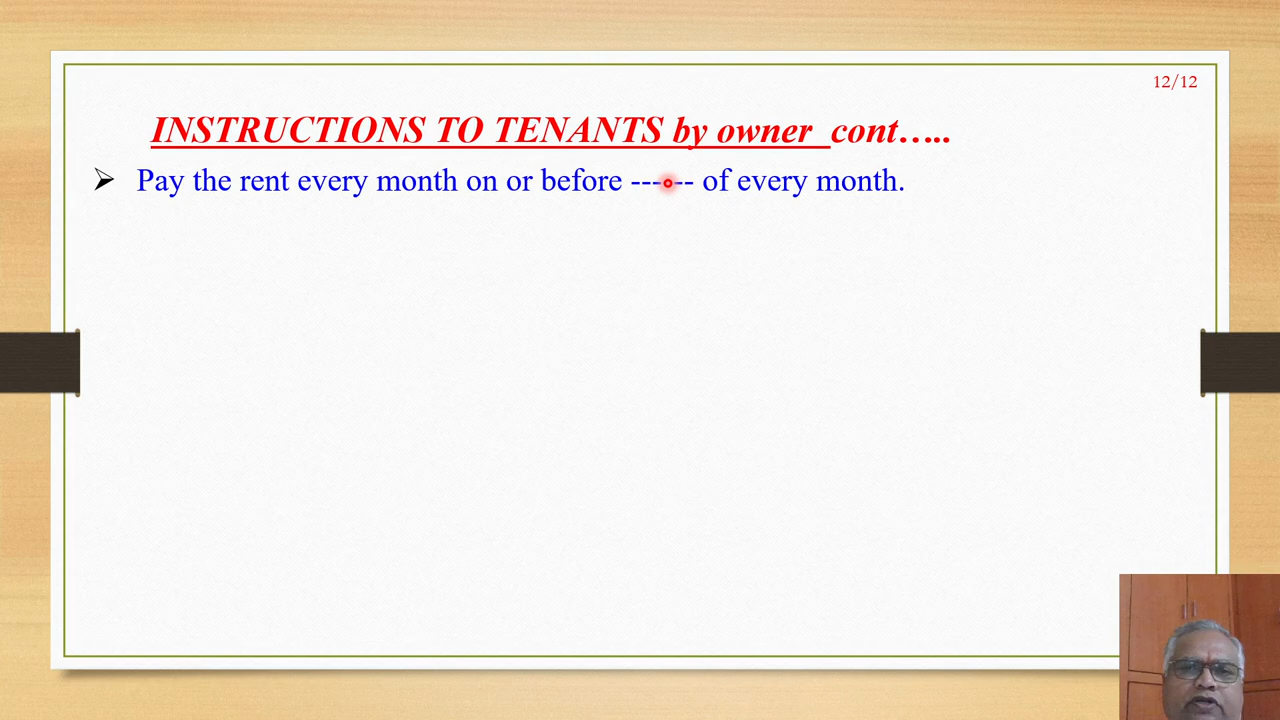 12/12
INSTRUCTIONS TO TENANTS by owner cont…..
➢ Pay the rent every month on or before ------ of every month.